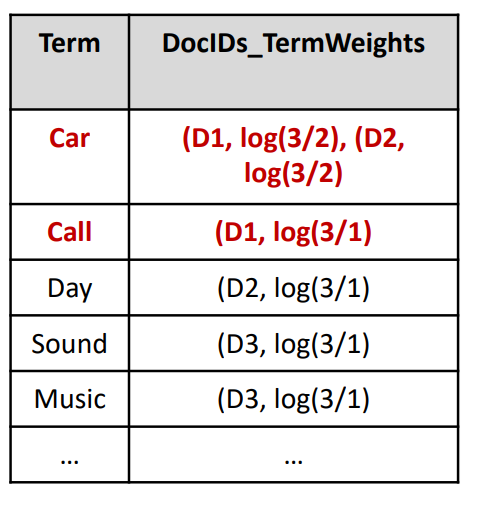 Term DocIDs_TermWeights
Car (D1, log(3/2), (D2,
log(3/2)
Call (D1, log(3/1)
Day (D2, log(3/1)
Sound (D3, log(3/1)
Music (D3, log(3/1)
... ...